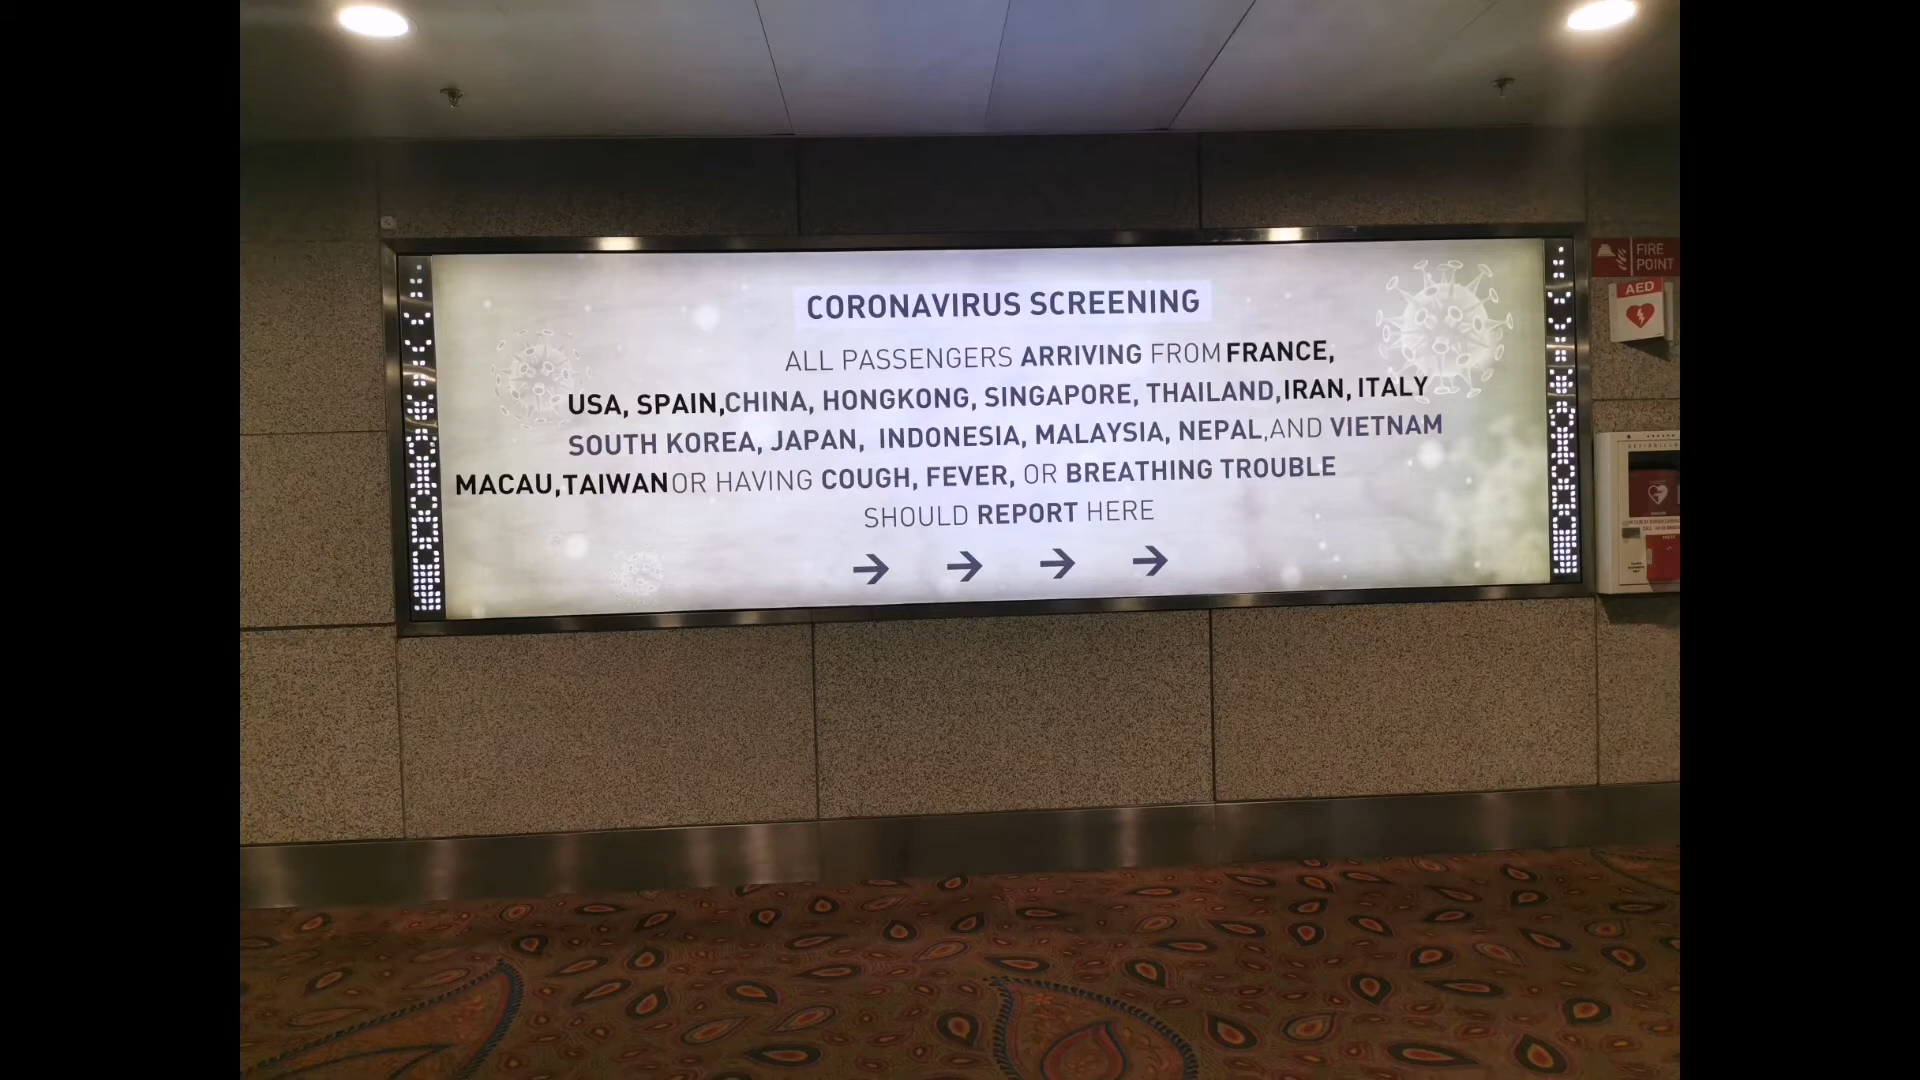 CORONAVIRUS SCREENING
ALL PASSENGERS ARRIVING FROM FRANCE,
USA, SPAIN,CHINA, HONGKONG, SINGAPORE, THAILAND,IRAN, ITALY
SOUTH KOREA, JAPAN, INDONESIA, MALAYSIA, NEPAL,AND VIETNAM
MACAU,TAIWAN OR HAVING COUGH, FEVER, OR BREATHING TROUBLE
SHOULD REPORT HERE
→ → → →
FIRE
POINT
AED